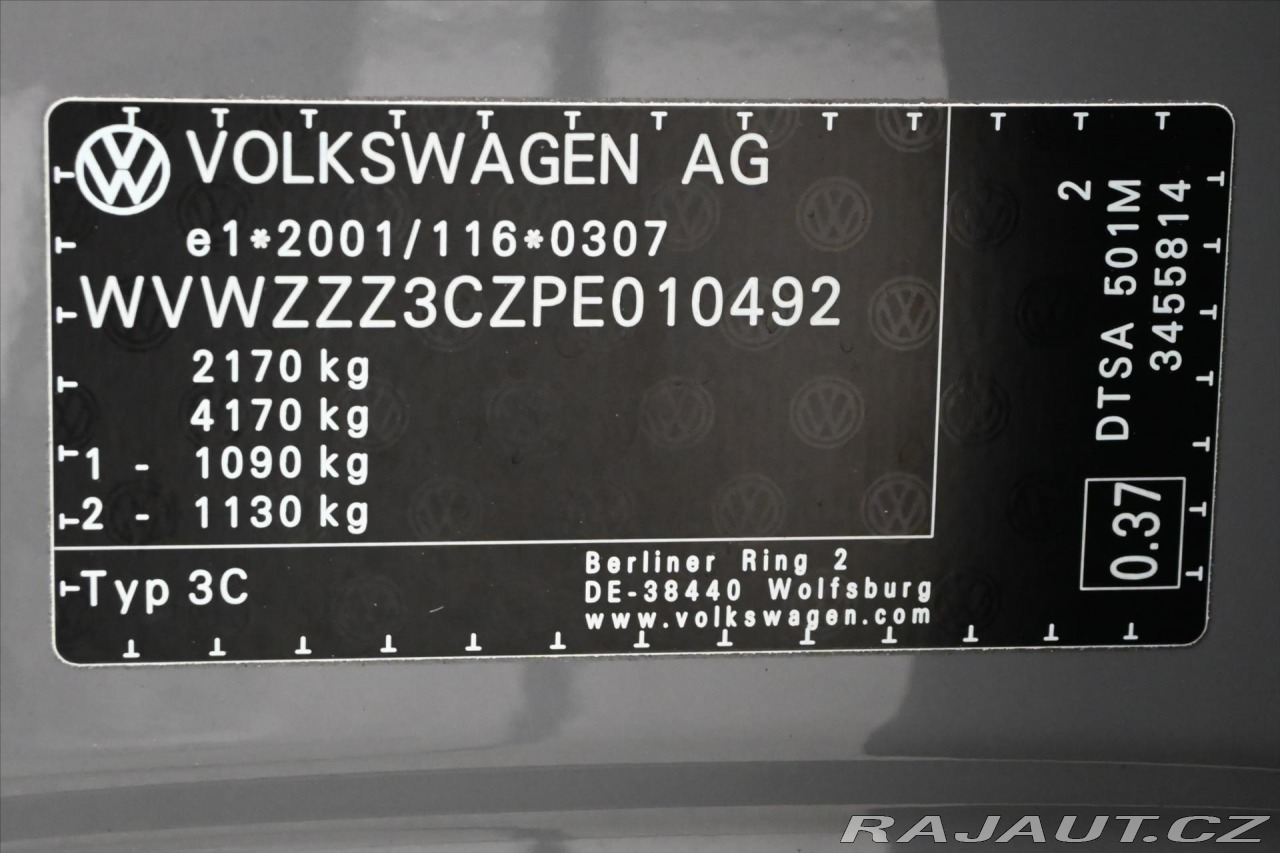 VOLKSWAGEN AG
e1*2001/116*0307
WVWZZZ3CZPE010492
2170 kg
4170 kg
1 - 1090 kg
2 - 1130 kg
Typ 3C
Berliner Ring 2
DE-38440 Wolfsburg
www.volkswagen.com
2
DTSA 501M
3455814
0.37
RAJAUT.CZ